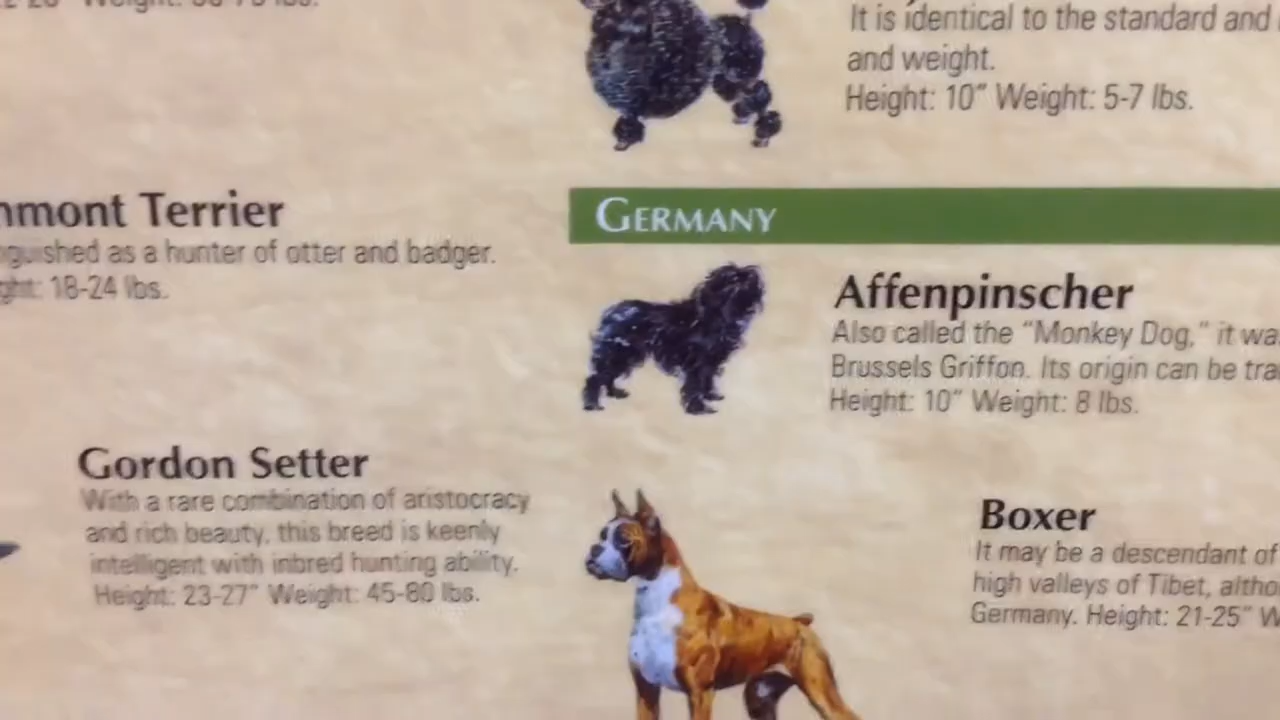 Weight:
nmont Terrier
guished as a hunter of otter and badger.
ght: 18-24 lbs.
Gordon Setter
With a rare combination of aristocracy
and rich beauty, this breed is keenly
intelligent with inbred hunting ability.
Height: 23-27" Weight: 45-80 lbs.
It is identical to the standard and
and weight.
Height: 10" Weight: 5-7 lbs.
GERMANY
Affenpinscher
Also called the "Monkey Dog," it wa
Brussels Griffon. Its origin can be tra
Height: 10" Weight: 8 lbs.
Boxer
It may be a descendant of
high valleys of Tibet, altho
Germany. Height: 21-25" W